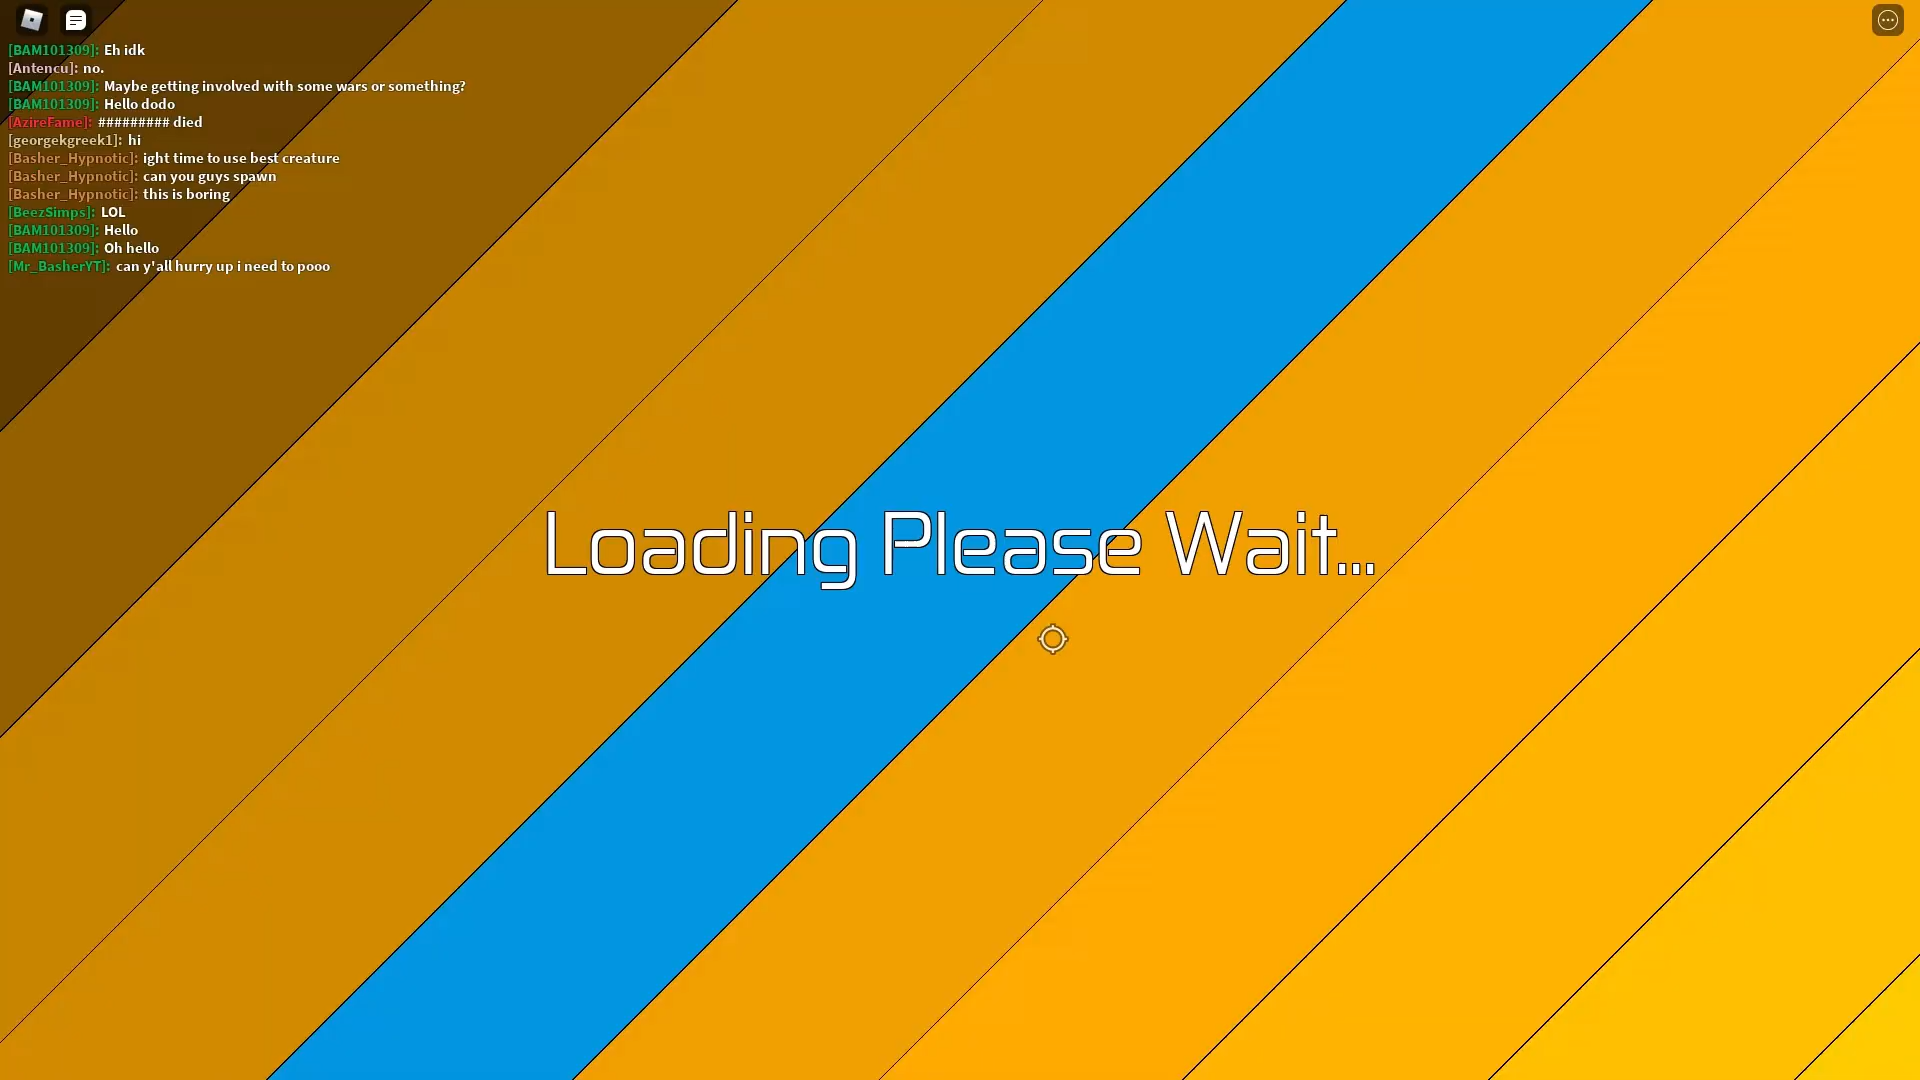 [BAM101309]: Eh idk
[Antencu]: no.
[BAM101309]: Maybe getting involved with some wars or something?
[BAM101309]: Hello dodo
[AzireFame]: ######### died
[georgekgreek1]: hi
[Basher_Hypnotic]: ight time to use best creature
[Basher_Hypnotic]: can you guys spawn
[Basher_Hypnotic]: this is boring
[BeezSimps]: LOL
[BAM101309]: Hello
[BAM101309]: Oh hello
[Mr_BasherYT]: can y'all hurry up i need to pooo
Loading Please Wait...